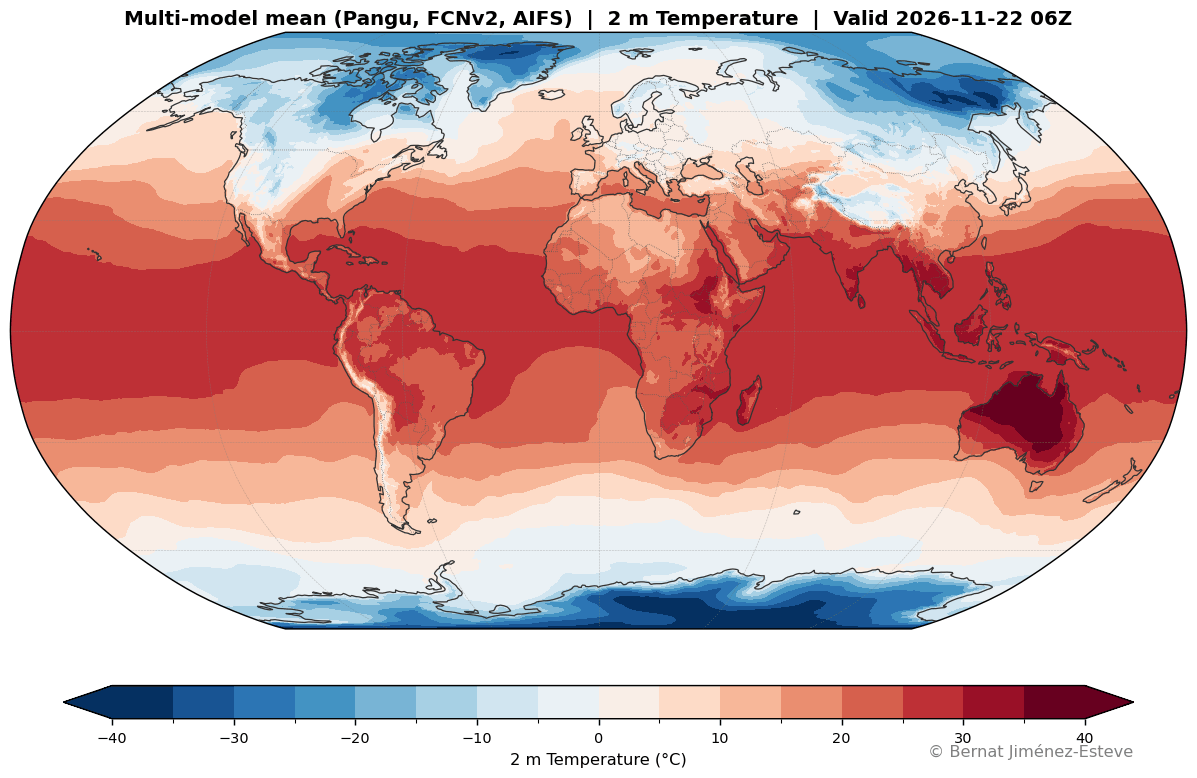 Multi-model mean (Pangu, FCNv2, AIFS)  |  2 m Temperature  |  Valid 2026-11-22 06Z
−40 −30 −20 −10 0 10 20 30 40
2 m Temperature (°C)
© Bernat Jiménez-Esteve